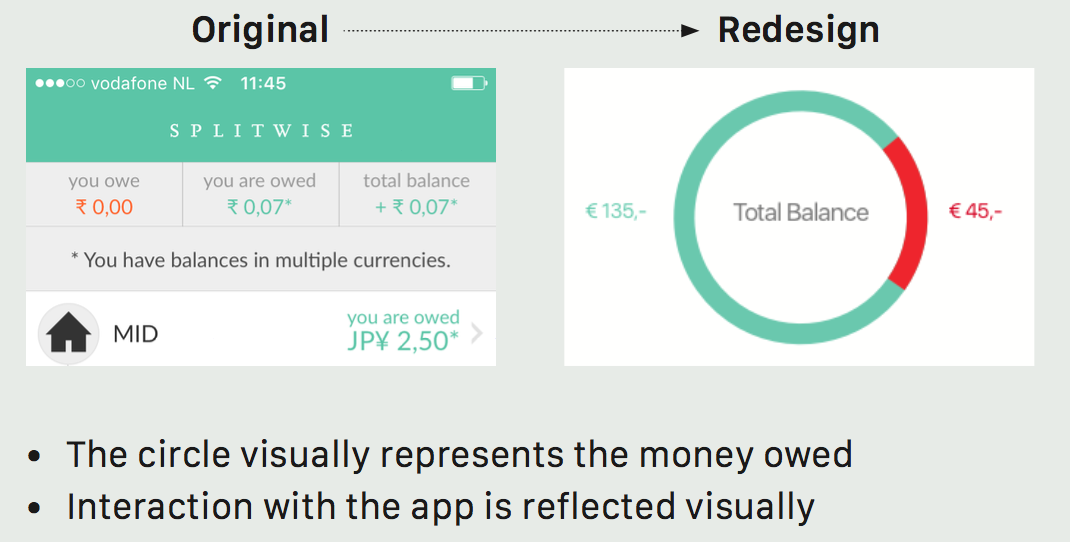 Original
Redesign
vodafone NL 11:45
SPLITWISE
you owe
₹ 0,00
you are owed
₹ 0,07*
total balance
+ ₹ 0,07*
* You have balances in multiple currencies.
MID
you are owed
JP¥ 2,50*
€ 135,-
Total Balance
€ 45,-
• The circle visually represents the money owed
• Interaction with the app is reflected visually